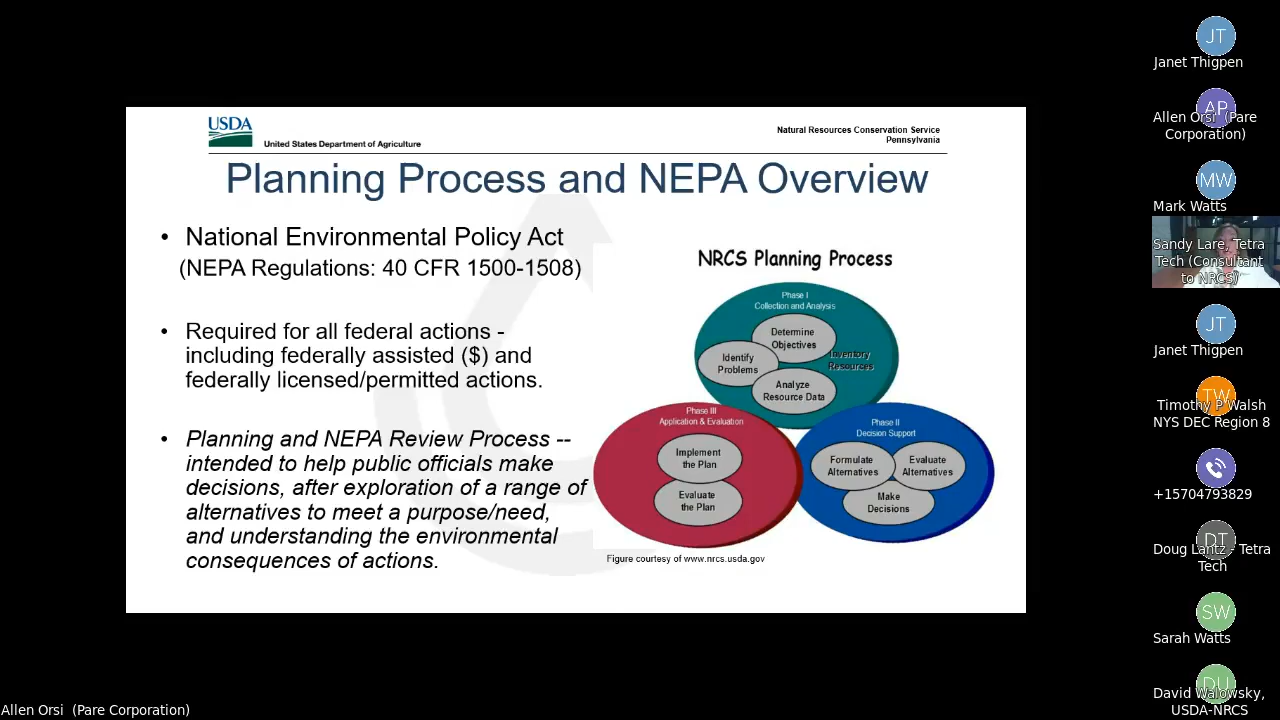 USDA
United States Department of Agriculture
Natural Resources Conservation Service
Pennsylvania
Planning Process and NEPA Overview
• National Environmental Policy Act
(NEPA Regulations: 40 CFR 1500-1508)
• Required for all federal actions -
including federally assisted ($) and
federally licensed/permitted actions.
• Planning and NEPA Review Process --
intended to help public officials make
decisions, after exploration of a range of
alternatives to meet a purpose/need,
and understanding the environmental
consequences of actions.
NRCS Planning Process
Phase I
Collection and Analysis
Determine
Objectives
Identify
Problems
Inventory
Resources
Analyze
Resource Data
Phase III
Application & Evaluation
Implement
the Plan
Evaluate
the Plan
Phase II
Decision Support
Formulate
Alternatives
Evaluate
Alternatives
Make
Decisions
Figure courtesy of www.nrcs.usda.gov
JT
Janet Thigpen
AP
Allen Orsi (Pare
Corporation)
MW
Mark Watts
Sandy Lare, Tetra
Tech (Consultant
to NRCS)
JT
Janet Thigpen
TW
Timothy P Walsh
NYS DEC Region 8
+15704793829
DT
Doug Lantz - Tetra
Tech
SW
Sarah Watts
DU
David Walowsky,
USDA-NRCS
Allen Orsi (Pare Corporation)